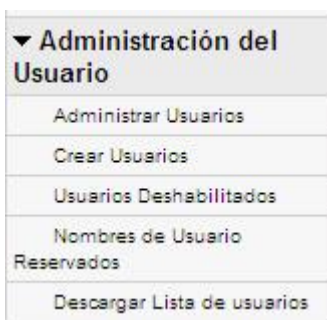 Administración del
Usuario
Administrar Usuarios
Crear Usuarios
Usuarios Deshabilitados
Nombres de Usuario
Reservados
Descargar Lista de usuarios